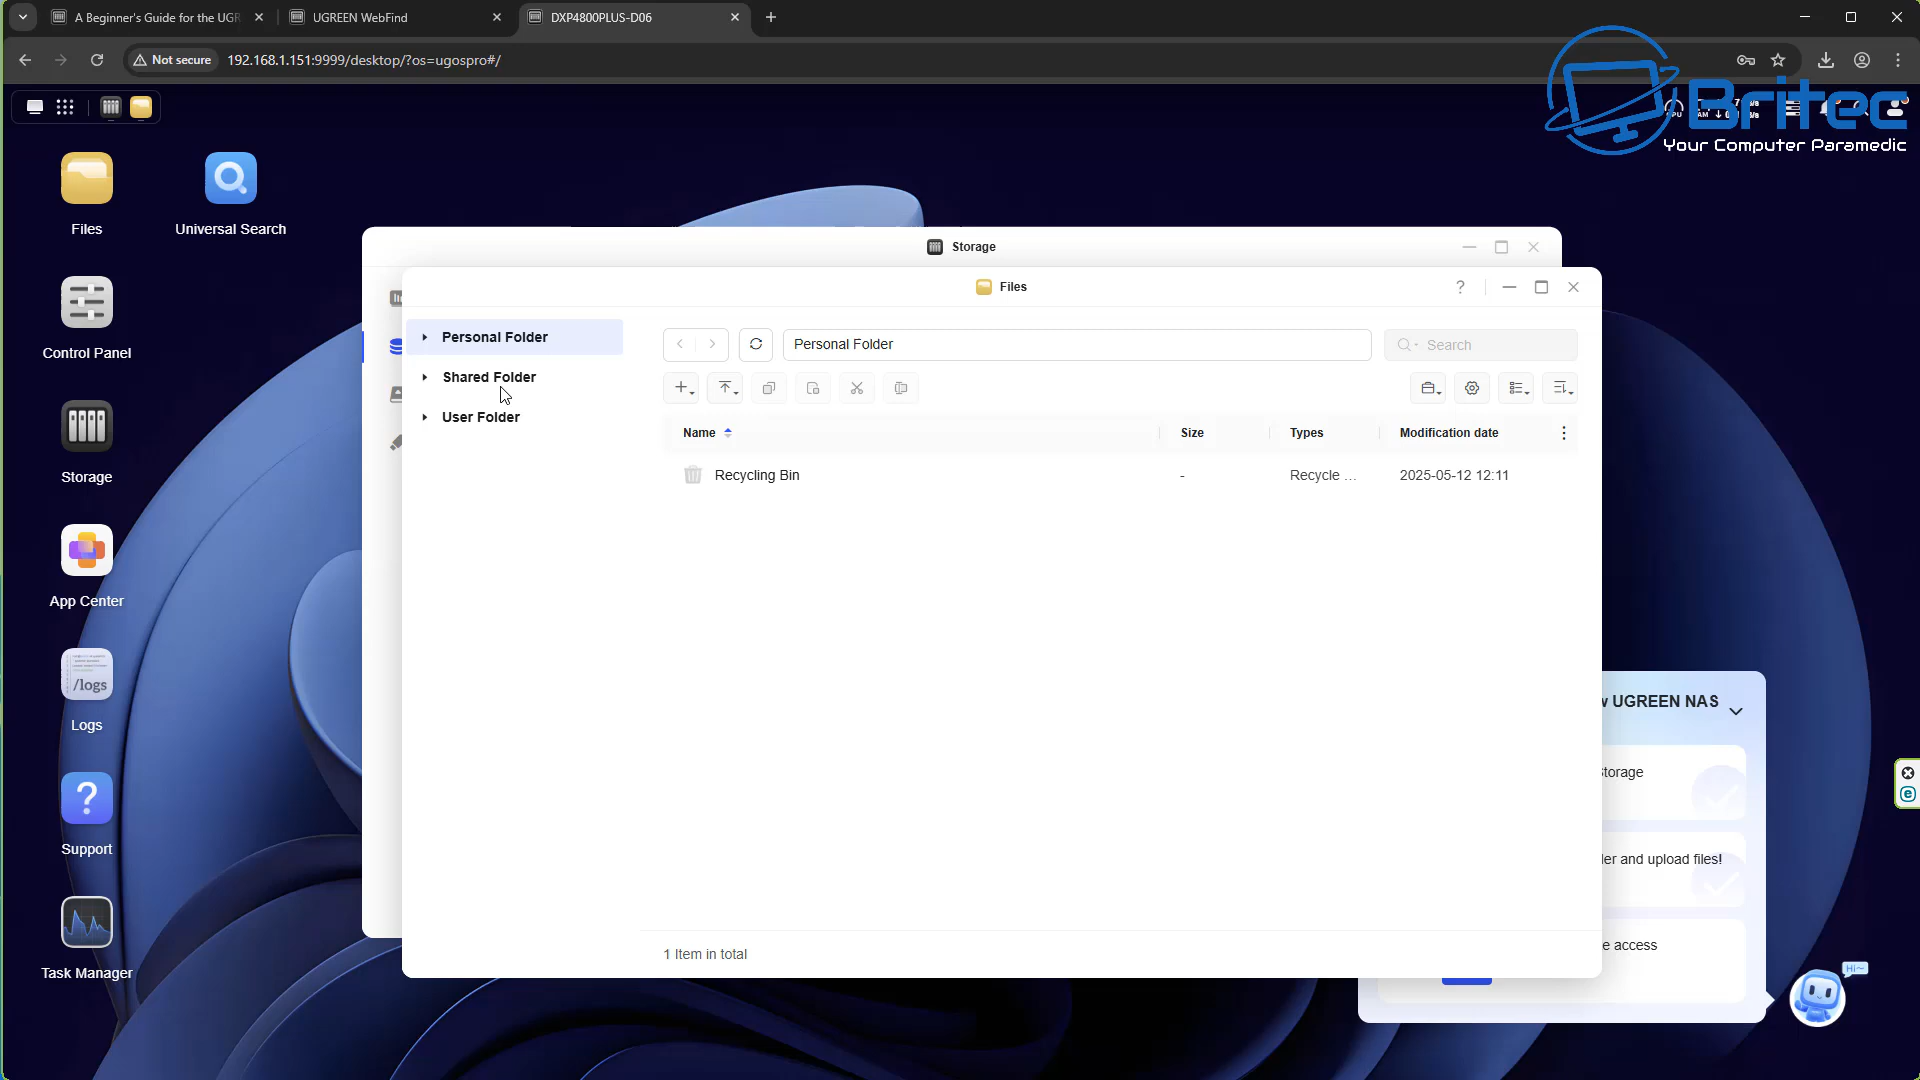 A Beginner's Guide for the UGR
UGREEN WebFind
DXP4800PLUS-D06
Not secure
192.168.1.151:9999/desktop/?os=ugospro#/
Britec
Your Computer Paramedic
Files
Universal Search
Control Panel
Storage
App Center
/logs
Logs
Support
Task Manager
Storage
Files
Personal Folder
Shared Folder
User Folder
Personal Folder
Search
Name
Size
Types
Modification date
Recycling Bin
-
Recycle ...
2025-05-12 12:11
1 Item in total
UGREEN NAS
Storage
and upload files!
access
HI~